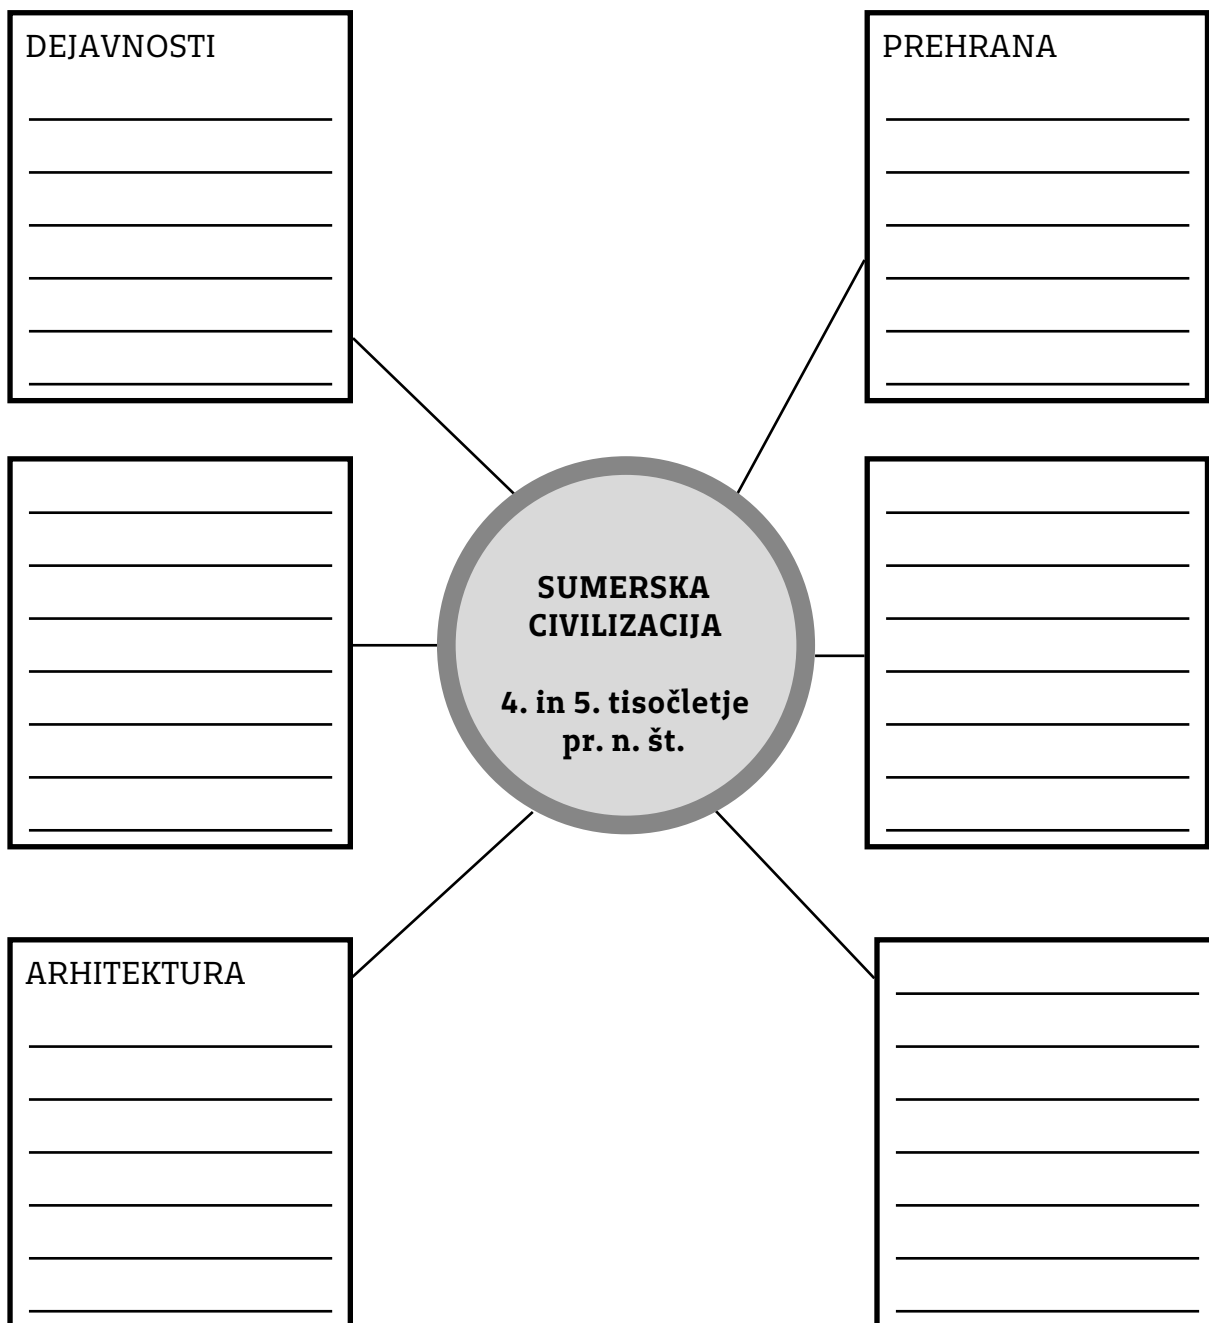 DEJAVNOSTI
PREHRANA
SUMERSKA
CIVILIZACIJA
4. in 5. tisočletje
pr. n. št.
ARHITEKTURA